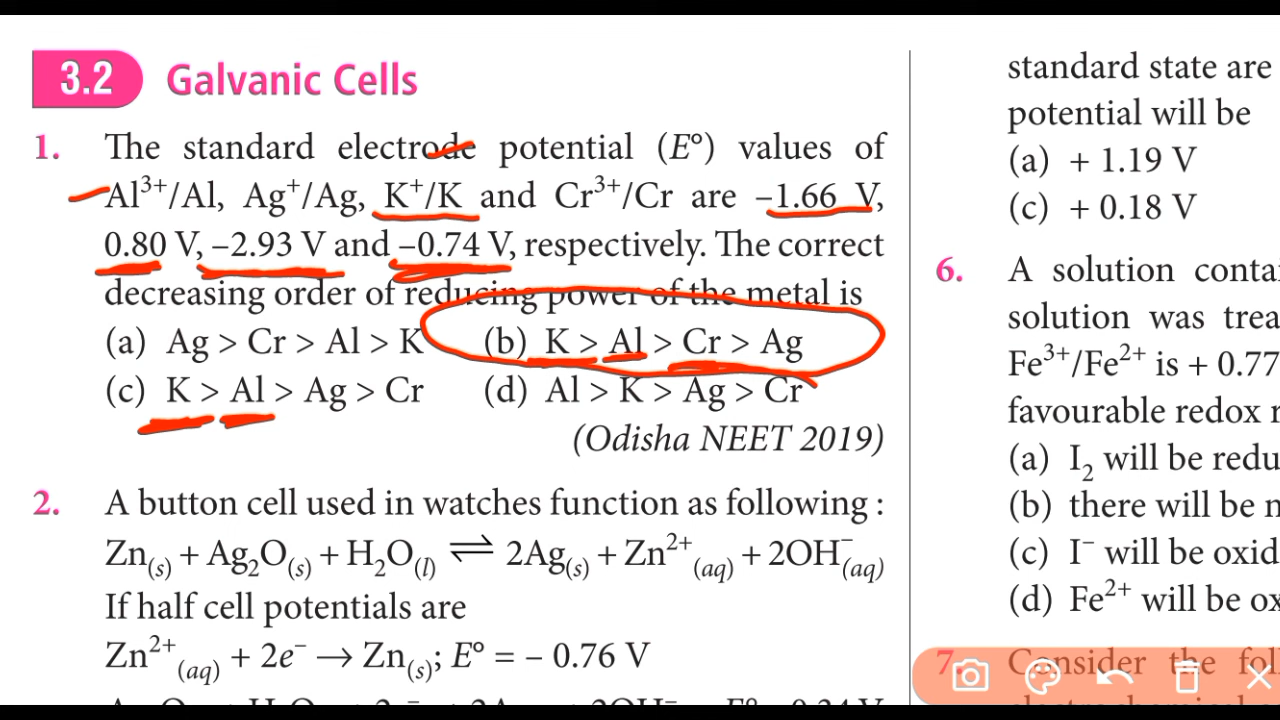 3.2 Galvanic Cells
1. The standard electrode potential (E°) values of
Al³⁺/Al, Ag⁺/Ag, K⁺/K and Cr³⁺/Cr are –1.66 V,
0.80 V, –2.93 V and –0.74 V, respectively. The correct
decreasing order of reducing power of the metal is
(a) Ag > Cr > Al > K (b) K > Al > Cr > Ag
(c) K > Al > Ag > Cr (d) Al > K > Ag > Cr
(Odisha NEET 2019)
2. A button cell used in watches function as following :
Zn(s) + Ag₂O(s) + H₂O(l) ⇌ 2Ag(s) + Zn²⁺(aq) + 2OH⁻(aq)
If half cell potentials are
Zn²⁺(aq) + 2e⁻ → Zn(s); E° = – 0.76 V
standard state are
potential will be
(a) + 1.19 V
(c) + 0.18 V
6. A solution
solution was
Fe³⁺/Fe²⁺ is + 0.77
favourable redox
(a) I₂ will be
(b) there will be
(c) I⁻ will be
(d) Fe²⁺ will be
7. Consider the